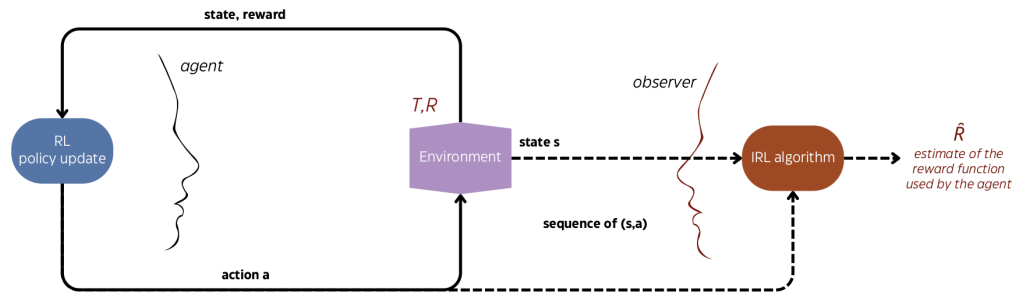 state, reward
agent
observer
T,R
RL
policy update
Environment
state s
IRL algorithm
R̂
estimate of the
reward function
used by the agent
sequence of (s,a)
action a